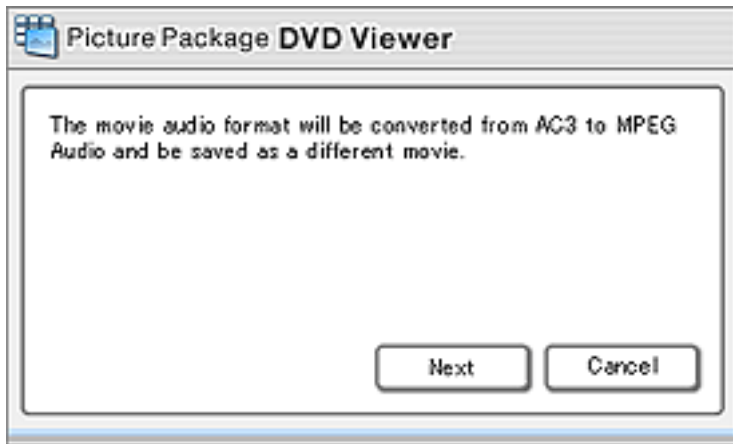 Picture Package DVD Viewer
The movie audio format will be converted from AC3 to MPEG
Audio and be saved as a different movie.
Next
Cancel